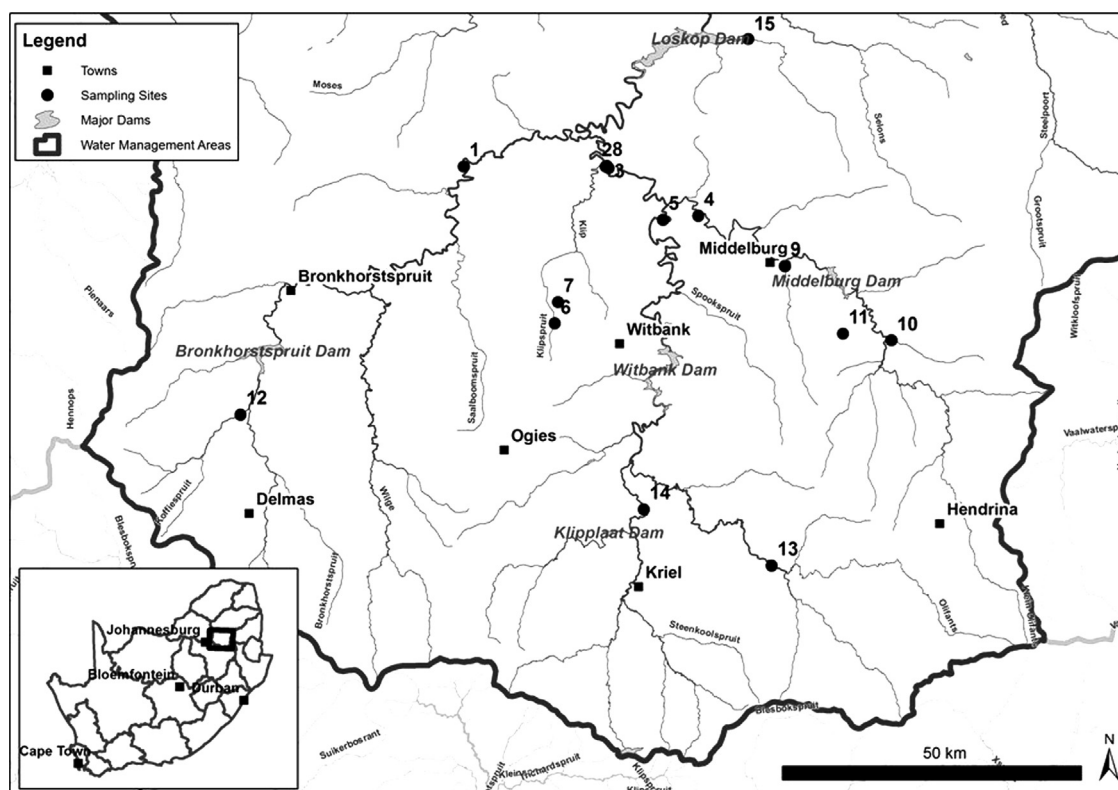 Legend
Towns
Sampling Sites
Major Dams
Water Management Areas
15
Loskop Dam
Moses
Selons
Steelpoort
1
28
3
Grootspruit
5
4
Klip
Middelburg
9
Middelburg Dam
Bronkhorstspruit
Pienaars
7
6
Klipspruit
Spookspruit
Witbank
11
10
Witkloofspruit
Bronkhorstspruit Dam
Witbank Dam
Saalboomspruit
12
Hennops
Ogies
Vaalwatersp
Koffiespruit
Delmas
Wilge
14
Hendrina
Klipplaat Dam
Blesbokspr
13
Kriel
Bronkhorstspruit
Olifants
Steenkoolspruit
Johannesburg
Bloemfontein
Durban
Cape Town
Blesbokspruit
Suikerbosrant
50 km
N